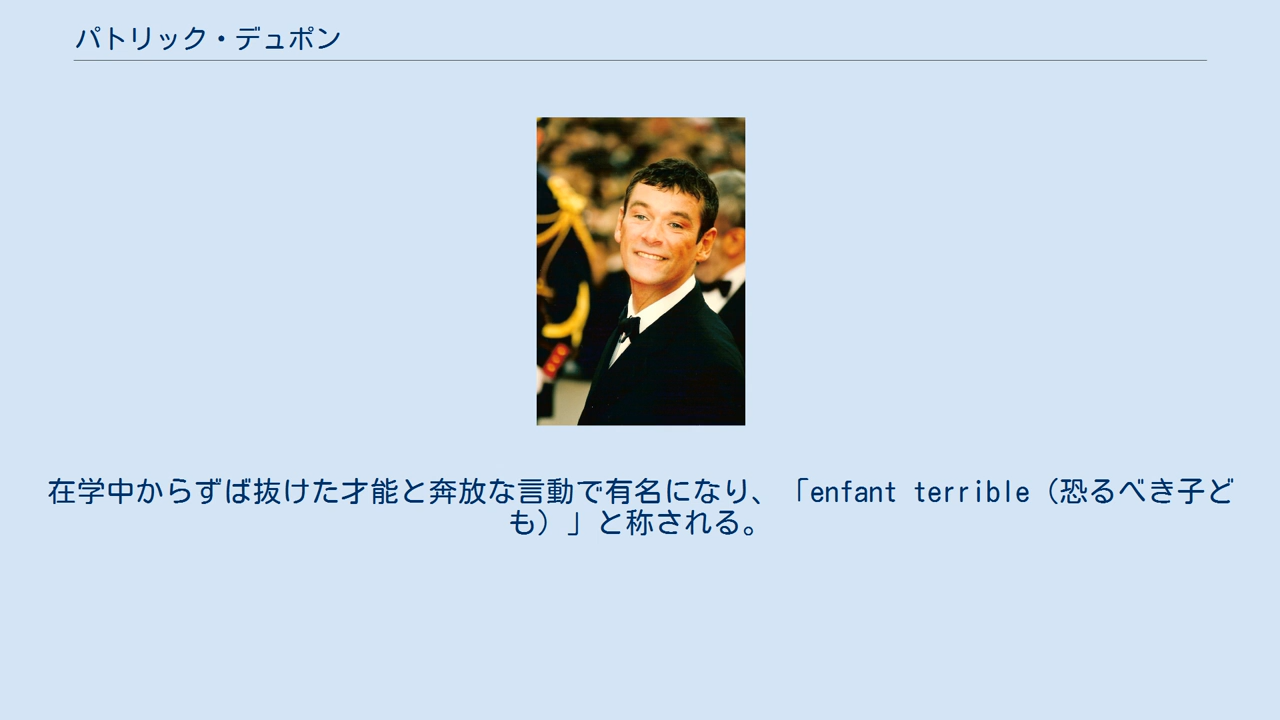 パトリック・デュポン
在学中からずば抜けた才能と奔放な言動で有名になり、「enfant terrible（恐るべき子ど
も）」と称される。